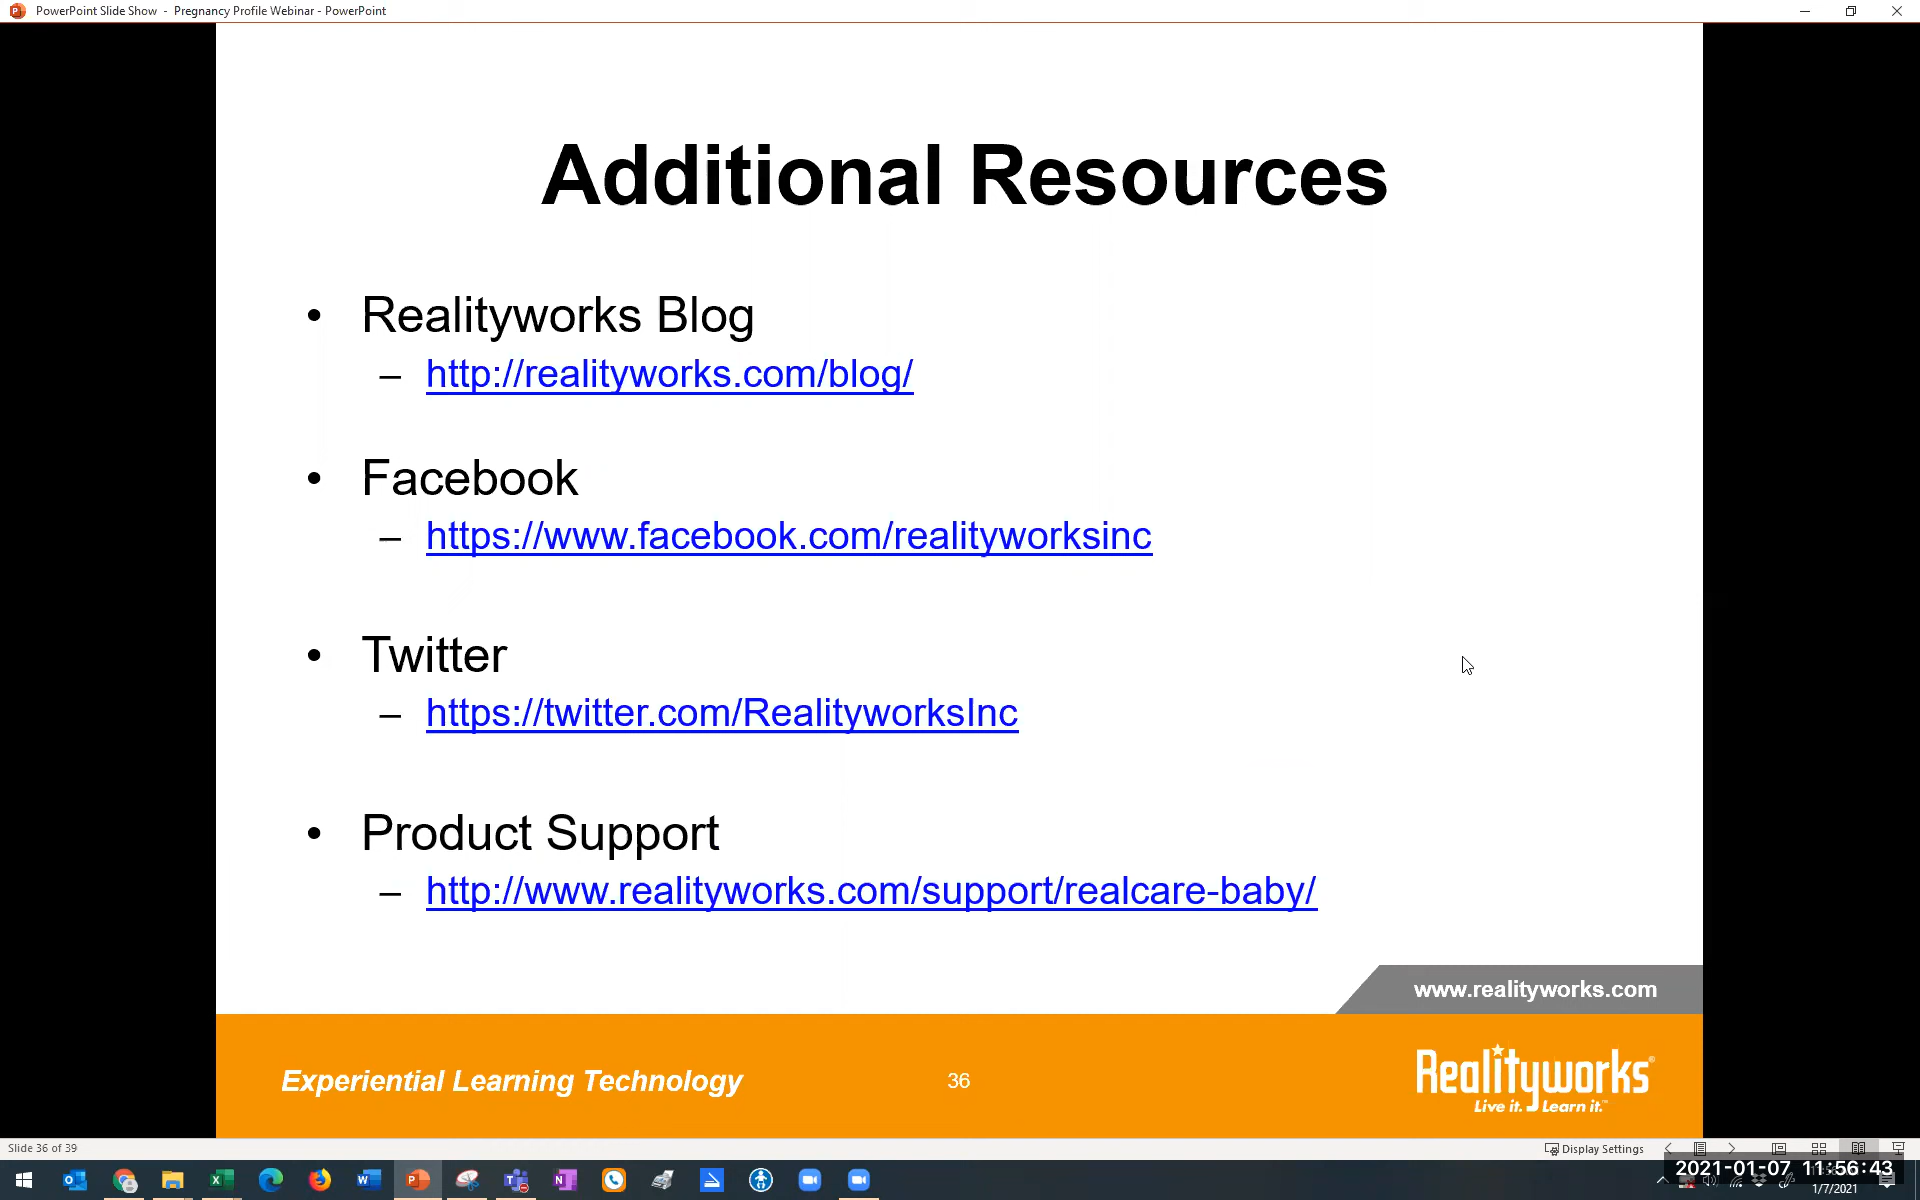 PowerPoint Slide Show - Pregnancy Profile Webinar - PowerPoint
Additional Resources
• Realityworks Blog
– http://realityworks.com/blog/
• Facebook
– https://www.facebook.com/realityworksinc
• Twitter
– https://twitter.com/RealityworksInc
• Product Support
– http://www.realityworks.com/support/realcare-baby/
www.realityworks.com
Experiential Learning Technology
36
Realityworks®
Live it. Learn it.™
Slide 36 of 39
Display Settings
2021-01-07 11:56:43
1/7/2021